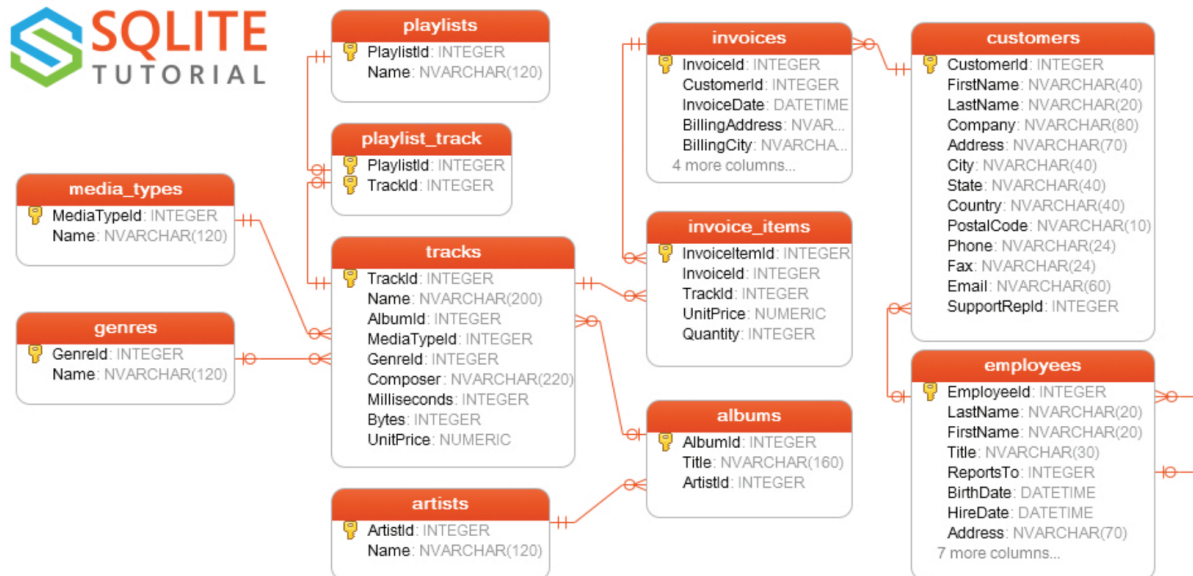 SQLITE
TUTORIAL
playlists
PlaylistId: INTEGER
Name: NVARCHAR(120)
playlist_track
PlaylistId: INTEGER
TrackId: INTEGER
media_types
MediaTypeId: INTEGER
Name: NVARCHAR(120)
genres
GenreId: INTEGER
Name: NVARCHAR(120)
tracks
TrackId: INTEGER
Name: NVARCHAR(200)
AlbumId: INTEGER
MediaTypeId: INTEGER
GenreId: INTEGER
Composer: NVARCHAR(220)
Milliseconds: INTEGER
Bytes: INTEGER
UnitPrice: NUMERIC
artists
ArtistId: INTEGER
Name: NVARCHAR(120)
invoices
InvoiceId: INTEGER
CustomerId: INTEGER
InvoiceDate: DATETIME
BillingAddress: NVAR...
BillingCity: NVARCHA...
4 more columns...
invoice_items
InvoiceItemId: INTEGER
InvoiceId: INTEGER
TrackId: INTEGER
UnitPrice: NUMERIC
Quantity: INTEGER
albums
AlbumId: INTEGER
Title: NVARCHAR(160)
ArtistId: INTEGER
customers
CustomerId: INTEGER
FirstName: NVARCHAR(40)
LastName: NVARCHAR(20)
Company: NVARCHAR(80)
Address: NVARCHAR(70)
City: NVARCHAR(40)
State: NVARCHAR(40)
Country: NVARCHAR(40)
PostalCode: NVARCHAR(10)
Phone: NVARCHAR(24)
Fax: NVARCHAR(24)
Email: NVARCHAR(60)
SupportRepId: INTEGER
employees
EmployeeId: INTEGER
LastName: NVARCHAR(20)
FirstName: NVARCHAR(20)
Title: NVARCHAR(30)
ReportsTo: INTEGER
BirthDate: DATETIME
HireDate: DATETIME
Address: NVARCHAR(70)
7 more columns...